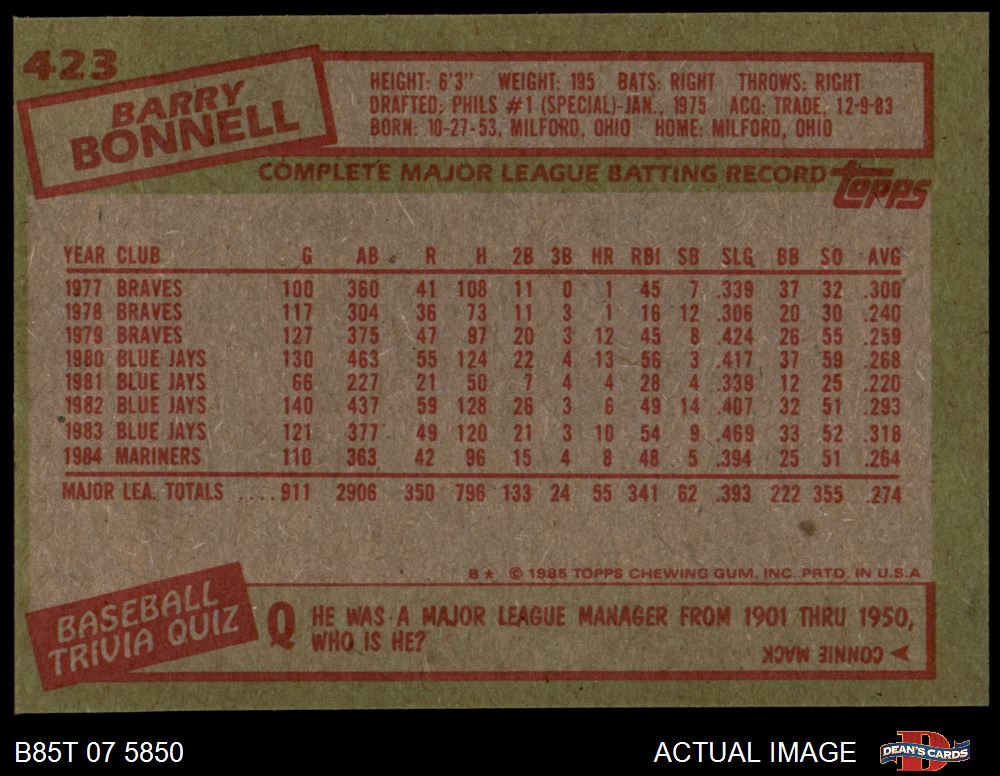 423
BARRY
BONNELL
HEIGHT: 6'3" WEIGHT: 195 BATS: RIGHT THROWS: RIGHT
DRAFTED: PHILS #1 (SPECIAL)-JAN., 1975 ACQ: TRADE, 12-9-83
BORN: 10-27-53, MILFORD, OHIO HOME: MILFORD, OHIO
COMPLETE MAJOR LEAGUE BATTING RECORD topps
YEAR CLUB G AB R H 2B 3B HR RBI SB SLG BB SO AVG
1977 BRAVES 100 360 41 108 11 0 1 45 7 .339 37 32 .300
1978 BRAVES 117 304 36 73 11 3 1 16 12 .306 20 30 .240
1979 BRAVES 127 375 47 97 20 3 12 45 8 .424 26 55 .259
1980 BLUE JAYS 130 463 55 124 22 4 13 56 3 .417 37 59 .268
1981 BLUE JAYS 66 227 21 50 7 4 4 28 4 .339 12 25 .220
1982 BLUE JAYS 140 437 59 128 26 3 6 49 14 .407 32 51 .293
1983 BLUE JAYS 121 377 49 120 21 3 10 54 9 .469 33 52 .318
1984 MARINERS 110 363 42 96 15 4 8 48 5 .394 25 51 .264
MAJOR LEA. TOTALS ....911 2906 350 796 133 24 55 341 62 .393 222 355 .274
B★ © 1985 TOPPS CHEWING GUM, INC. PRTD. IN U.S.A
BASEBALL
TRIVIA QUIZ
Q HE WAS A MAJOR LEAGUE MANAGER FROM 1901 THRU 1950,
WHO IS HE?
CONNIE MACK
B85T 07 5850
ACTUAL IMAGE
DEAN'S CARDS